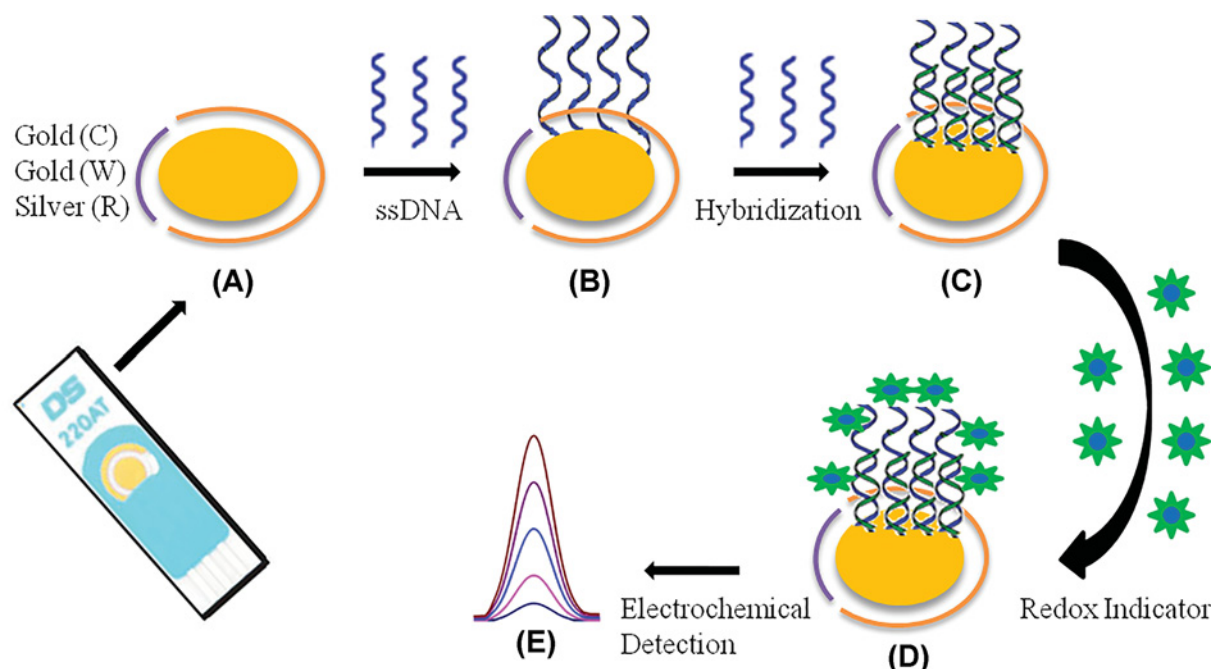 Gold (C)
Gold (W)
Silver (R)
(A)
ssDNA
(B)
Hybridization
(C)
DS
220AT
Redox Indicator
(D)
Electrochemical
Detection
(E)